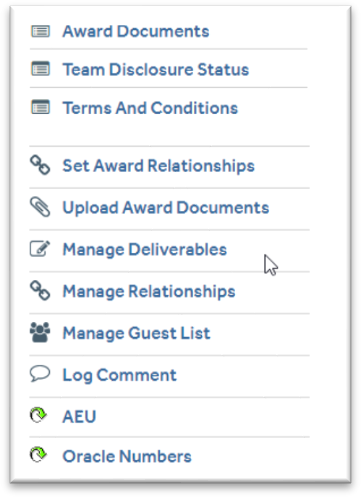 Award Documents
Team Disclosure Status
Terms And Conditions
Set Award Relationships
Upload Award Documents
Manage Deliverables
Manage Relationships
Manage Guest List
Log Comment
AEU
Oracle Numbers